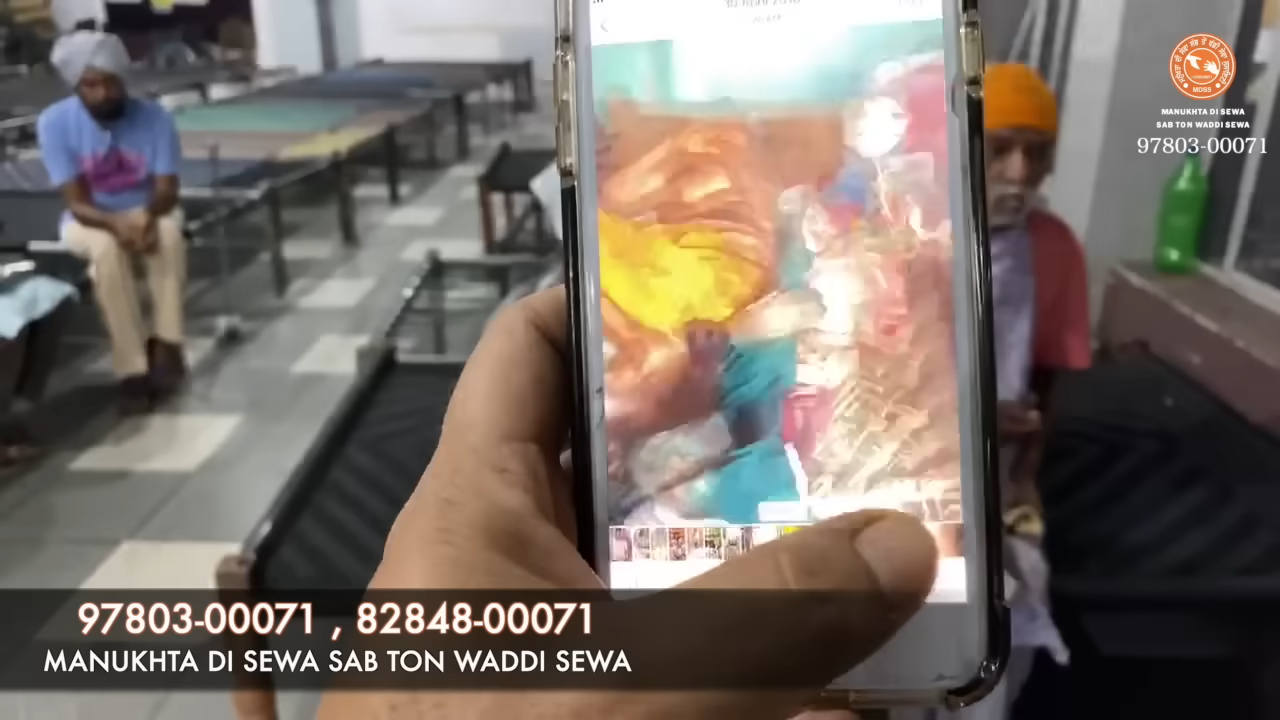 MDSS
MANUKHTA DI SEWA
SAB TON WADDI SEWA
97803-00071
97803-00071 , 82848-00071
MANUKHTA DI SEWA SAB TON WADDI SEWA